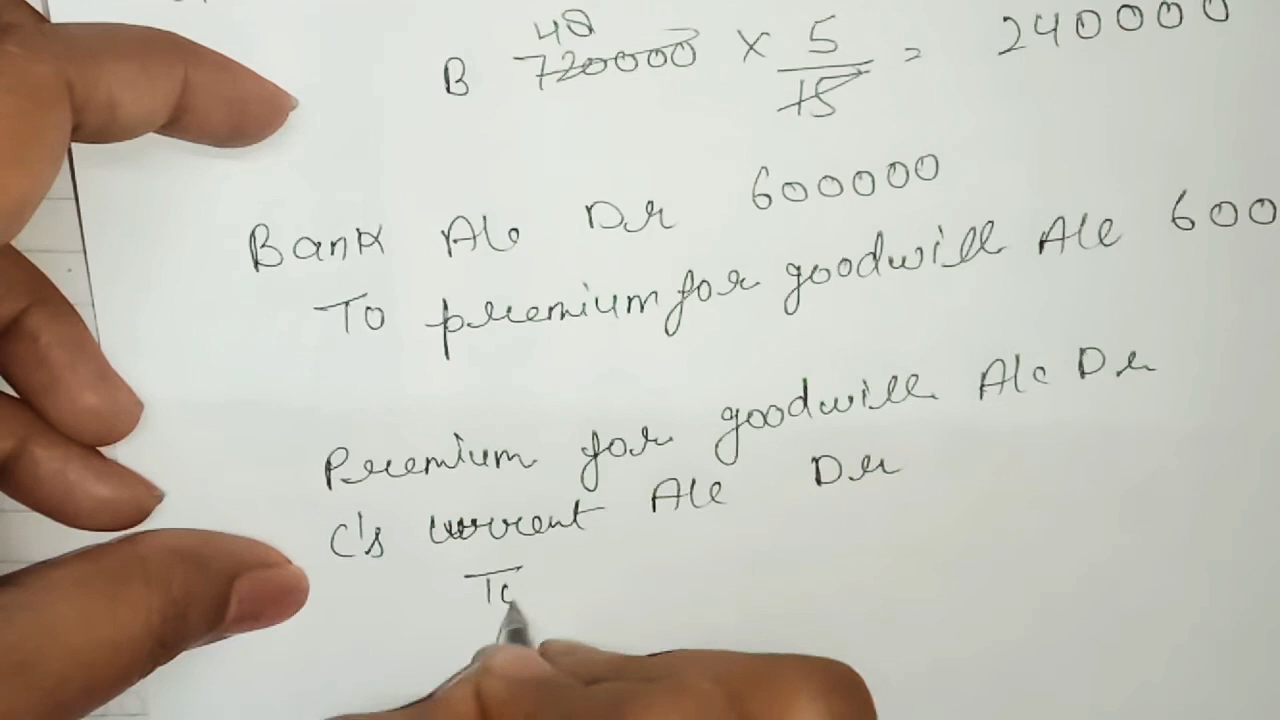 48
B 720000 × 5/15 = 240000
Bank A/c Dr 600000
To premium for goodwill A/c 600
Premium for goodwill A/c Dr
C's current A/c Dr
To